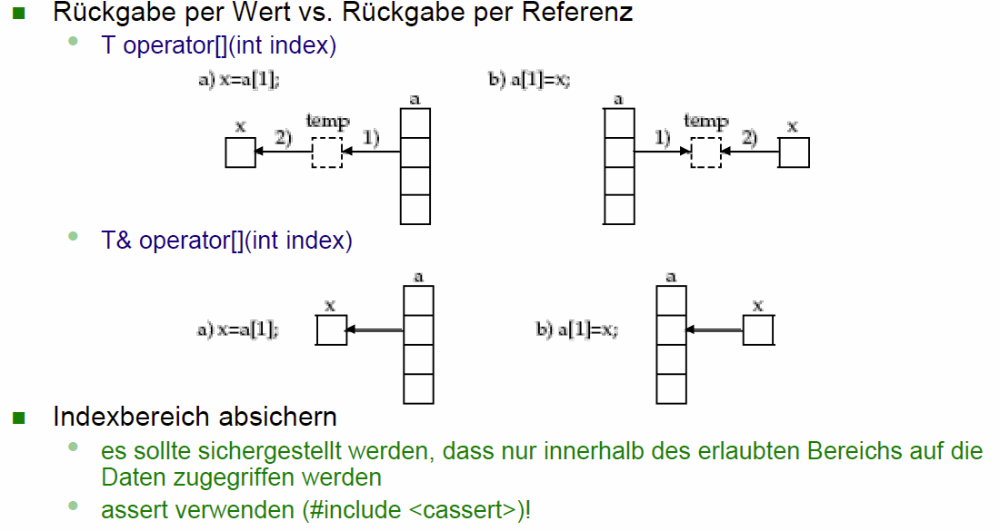 Rückgabe per Wert vs. Rückgabe per Referenz
T operator[](int index)
a) x=a[1];
b) a[1]=x;
a
a
x
temp
2)
1)
temp
x
1)
2)
T& operator[](int index)
a
a
x
x
a) x=a[1];
b) a[1]=x;
Indexbereich absichern
es sollte sichergestellt werden, dass nur innerhalb des erlaubten Bereichs auf die
Daten zugegriffen werden
assert verwenden (#include <cassert>)!